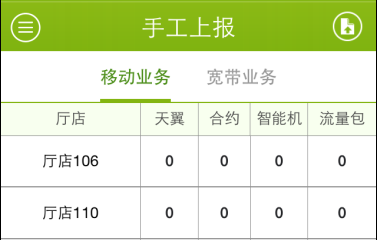 手工上报
移动业务 宽带业务
厅店 天翼 合约 智能机 流量包
厅店106 0 0 0 0
厅店110 0 0 0 0